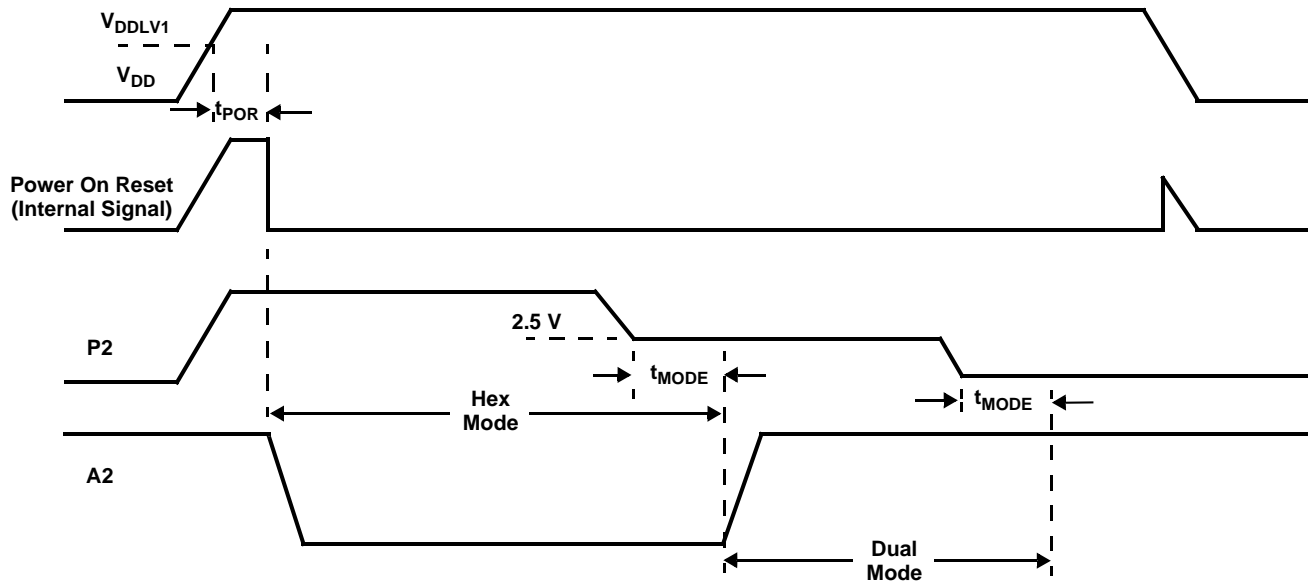 VDDLV1
VDD
tPOR
Power On Reset
(Internal Signal)
2.5 V
P2
tMODE
tMODE
Hex
Mode
A2
Dual
Mode